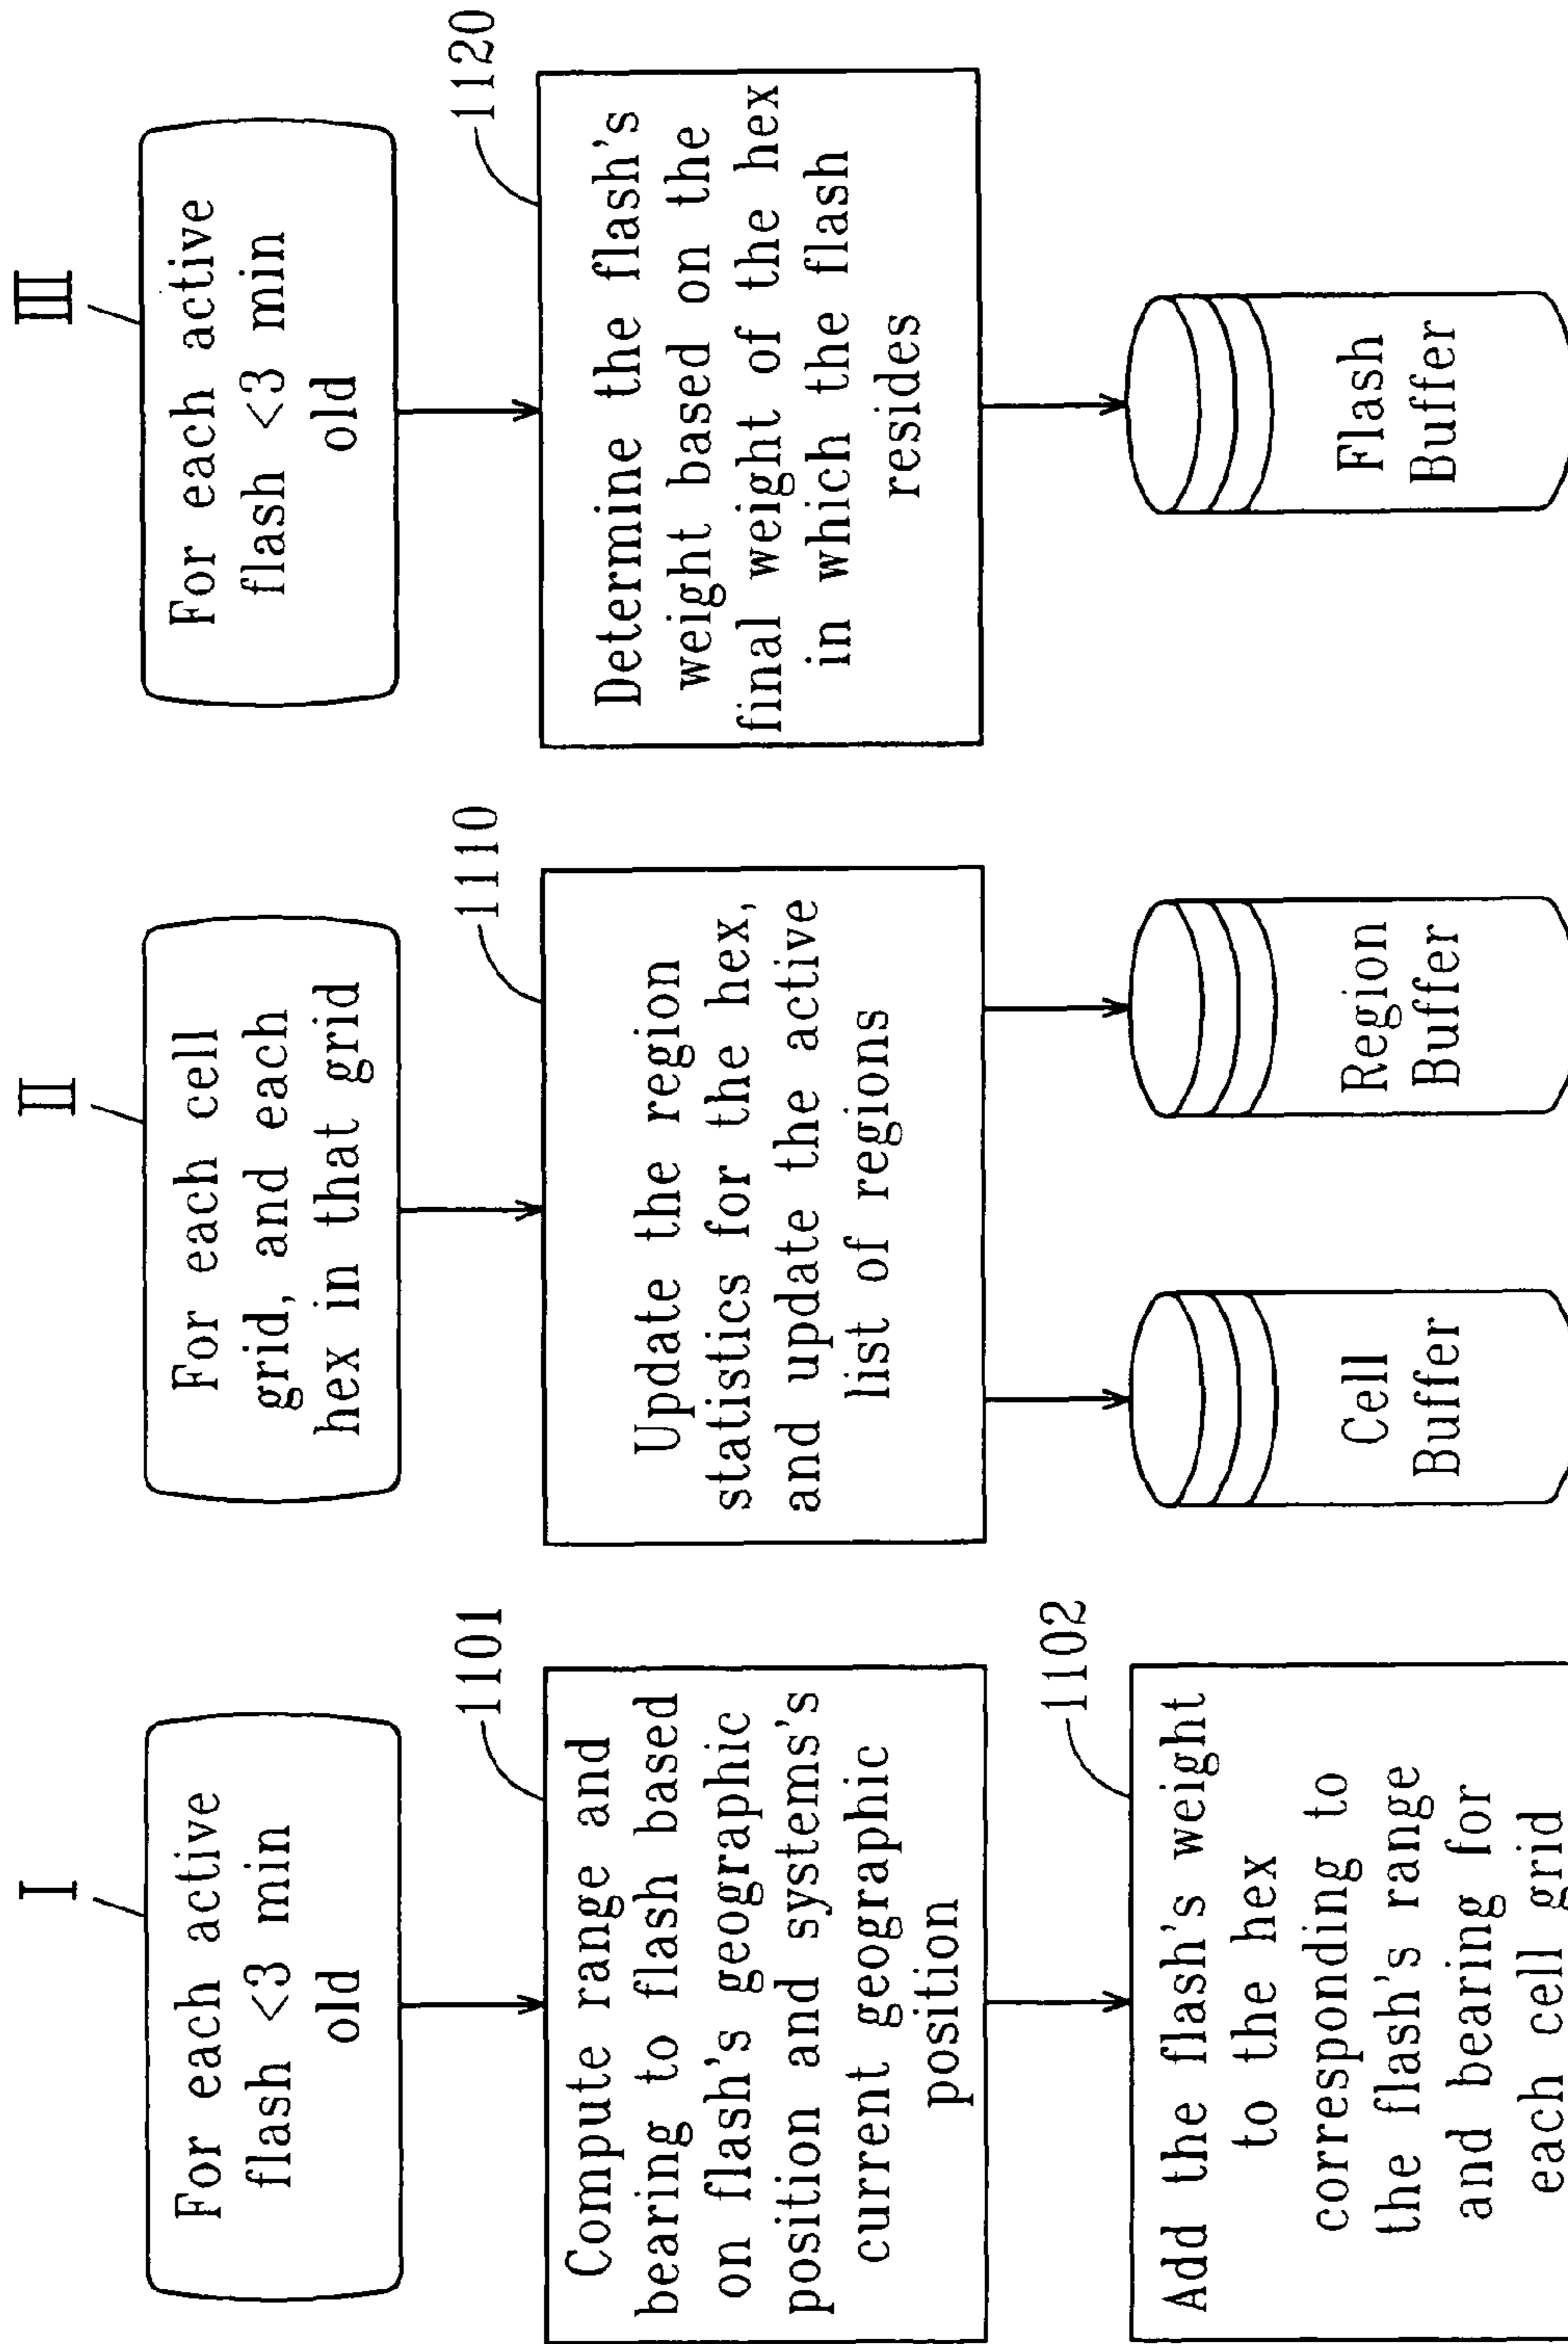 I
For each active
flash <3 min
old
1101
Compute range and
bearing to flash based
on flash's geographic
position and systems's
current geographic
position
1102
Add the flash's weight
to the hex
corresponding to
the flash's range
and bearing for
each cell grid
II
For each cell
grid, and each
hex in that grid
1110
Update the region
statistics for the hex,
and update the active
list of regions
Cell
Buffer
Region
Buffer
III
For each active
flash <3 min
old
1120
Determine the flash's
weight based on the
final weight of the hex
in which the flash
resides
Flash
Buffer